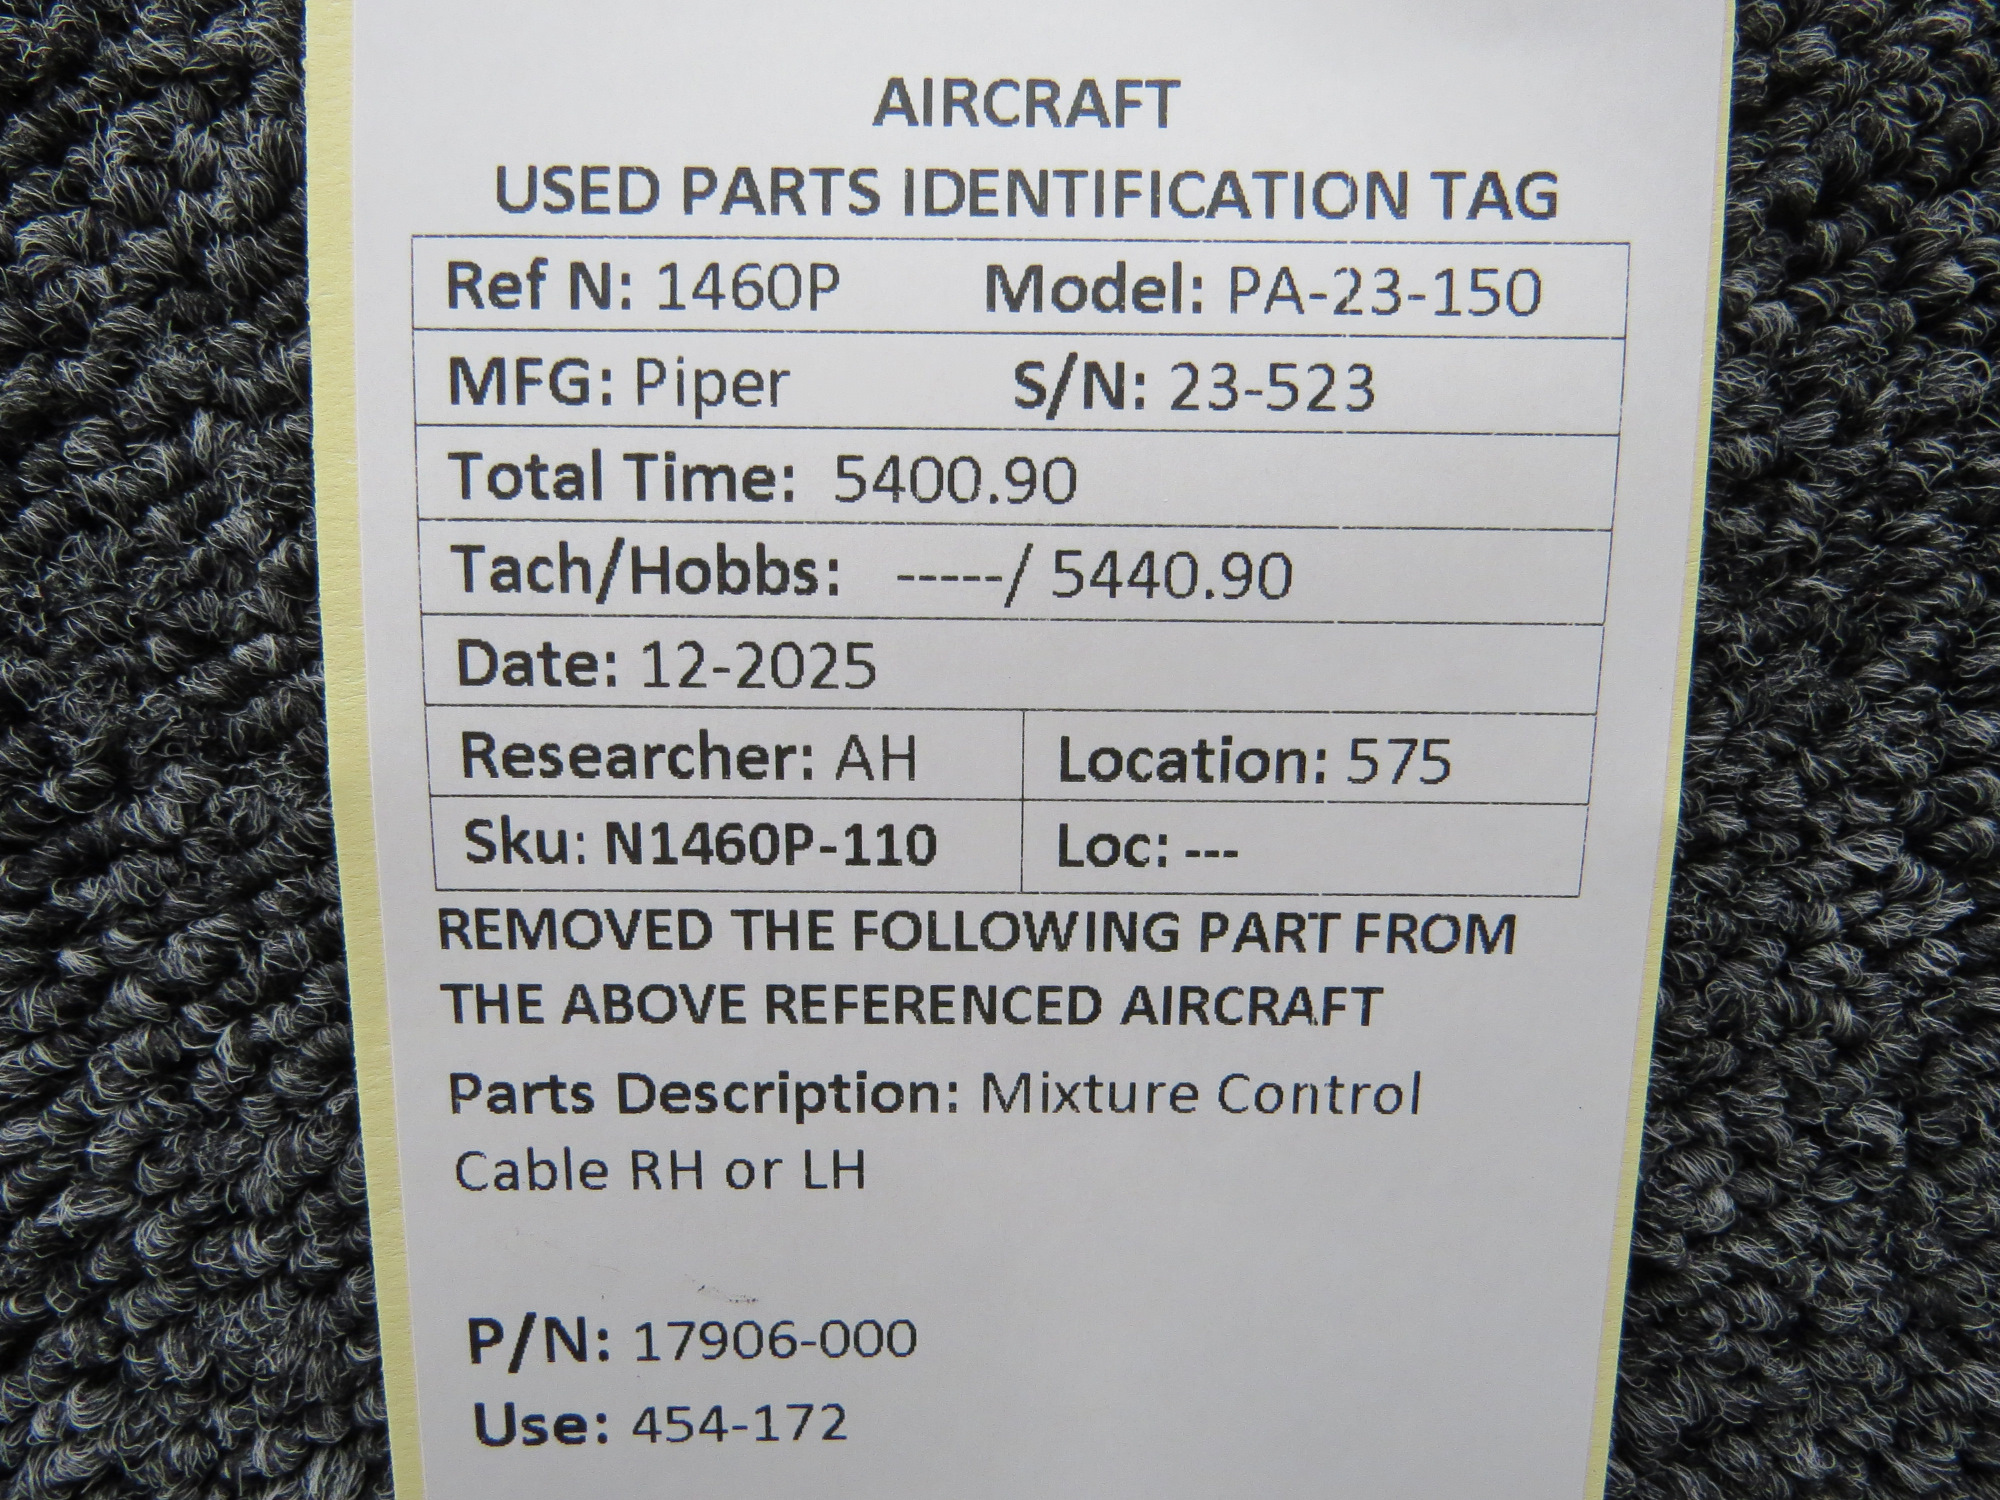 AIRCRAFT
USED PARTS IDENTIFICATION TAG
Ref N: 1460P Model: PA-23-150
MFG: Piper S/N: 23-523
Total Time: 5400.90
Tach/Hobbs: -----/ 5440.90
Date: 12-2025
Researcher: AH Location: 575
Sku: N1460P-110 Loc: ---
REMOVED THE FOLLOWING PART FROM
THE ABOVE REFERENCED AIRCRAFT
Parts Description: Mixture Control
Cable RH or LH
P/N: 17906-000
Use: 454-172